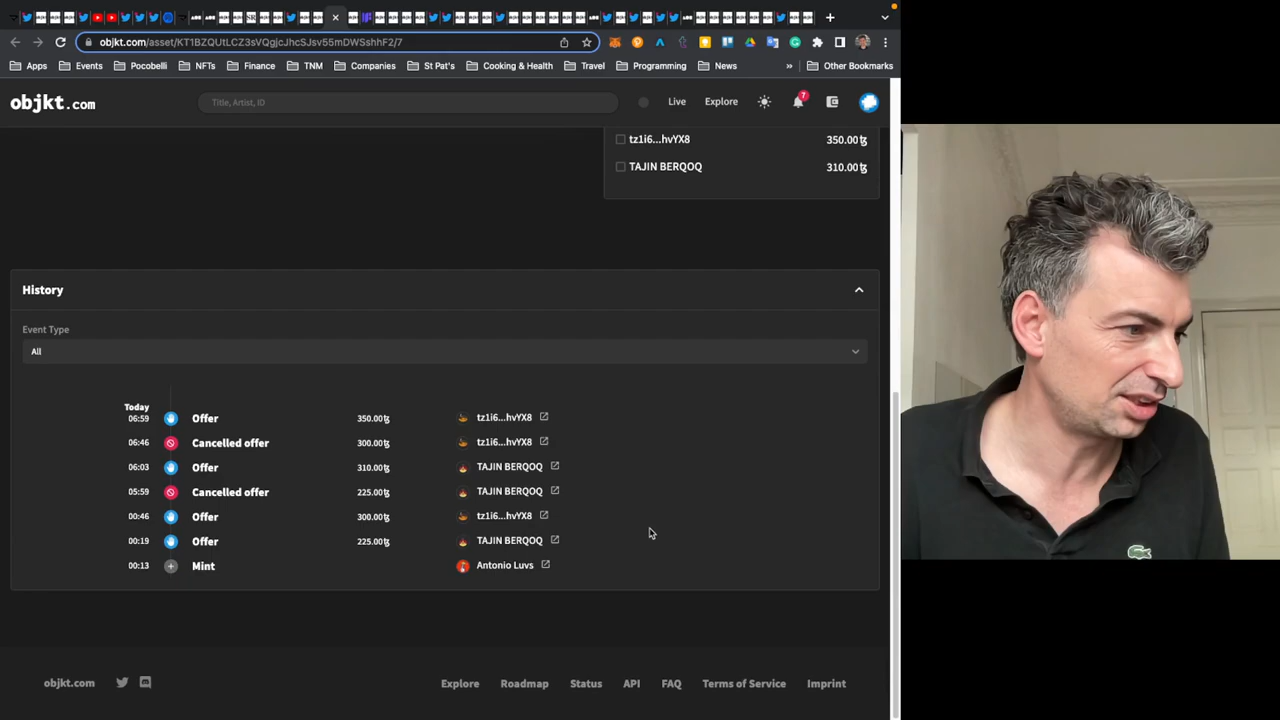 objkt.com/asset/KT1BZQUtLCZ3sVQgjcJhcSJsv55mDWSshhF2/7
Apps Events Pocobelli NFTs Finance TNM Companies St Pat's Cooking & Health Travel Programming News » Other Bookmarks
objkt.com Title, Artist, ID Live Explore 7
tz1i6...hvYX8 350.00ꜩ
TAJIN BERQOQ 310.00ꜩ
History
Event Type
All
Today
06:59 Offer 350.00ꜩ tz1i6...hvYX8
06:46 Cancelled offer 300.00ꜩ tz1i6...hvYX8
06:03 Offer 310.00ꜩ TAJIN BERQOQ
05:59 Cancelled offer 225.00ꜩ TAJIN BERQOQ
00:46 Offer 300.00ꜩ tz1i6...hvYX8
00:19 Offer 225.00ꜩ TAJIN BERQOQ
00:13 Mint Antonio Luvs
objkt.com Explore Roadmap Status API FAQ Terms of Service Imprint